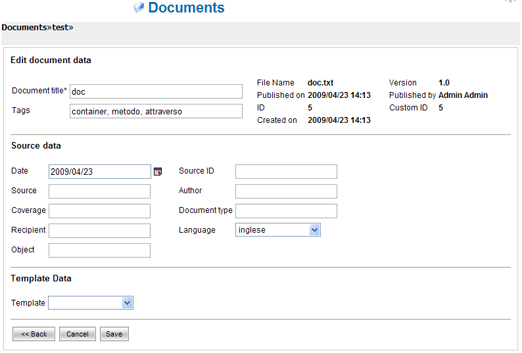 Documents
Documents»test»
Edit document data
File Name doc.txt Version 1.0
Document title* doc Published on 2009/04/23 14:13 Published by Admin Admin
Tags container, metodo, attraverso ID 5 Custom ID 5
Created on 2009/04/23 14:13
Source data
Date 2009/04/23 Source ID
Source Author
Coverage Document type
Recipient Language inglese
Object
Template Data
Template
<< Back Cancel Save